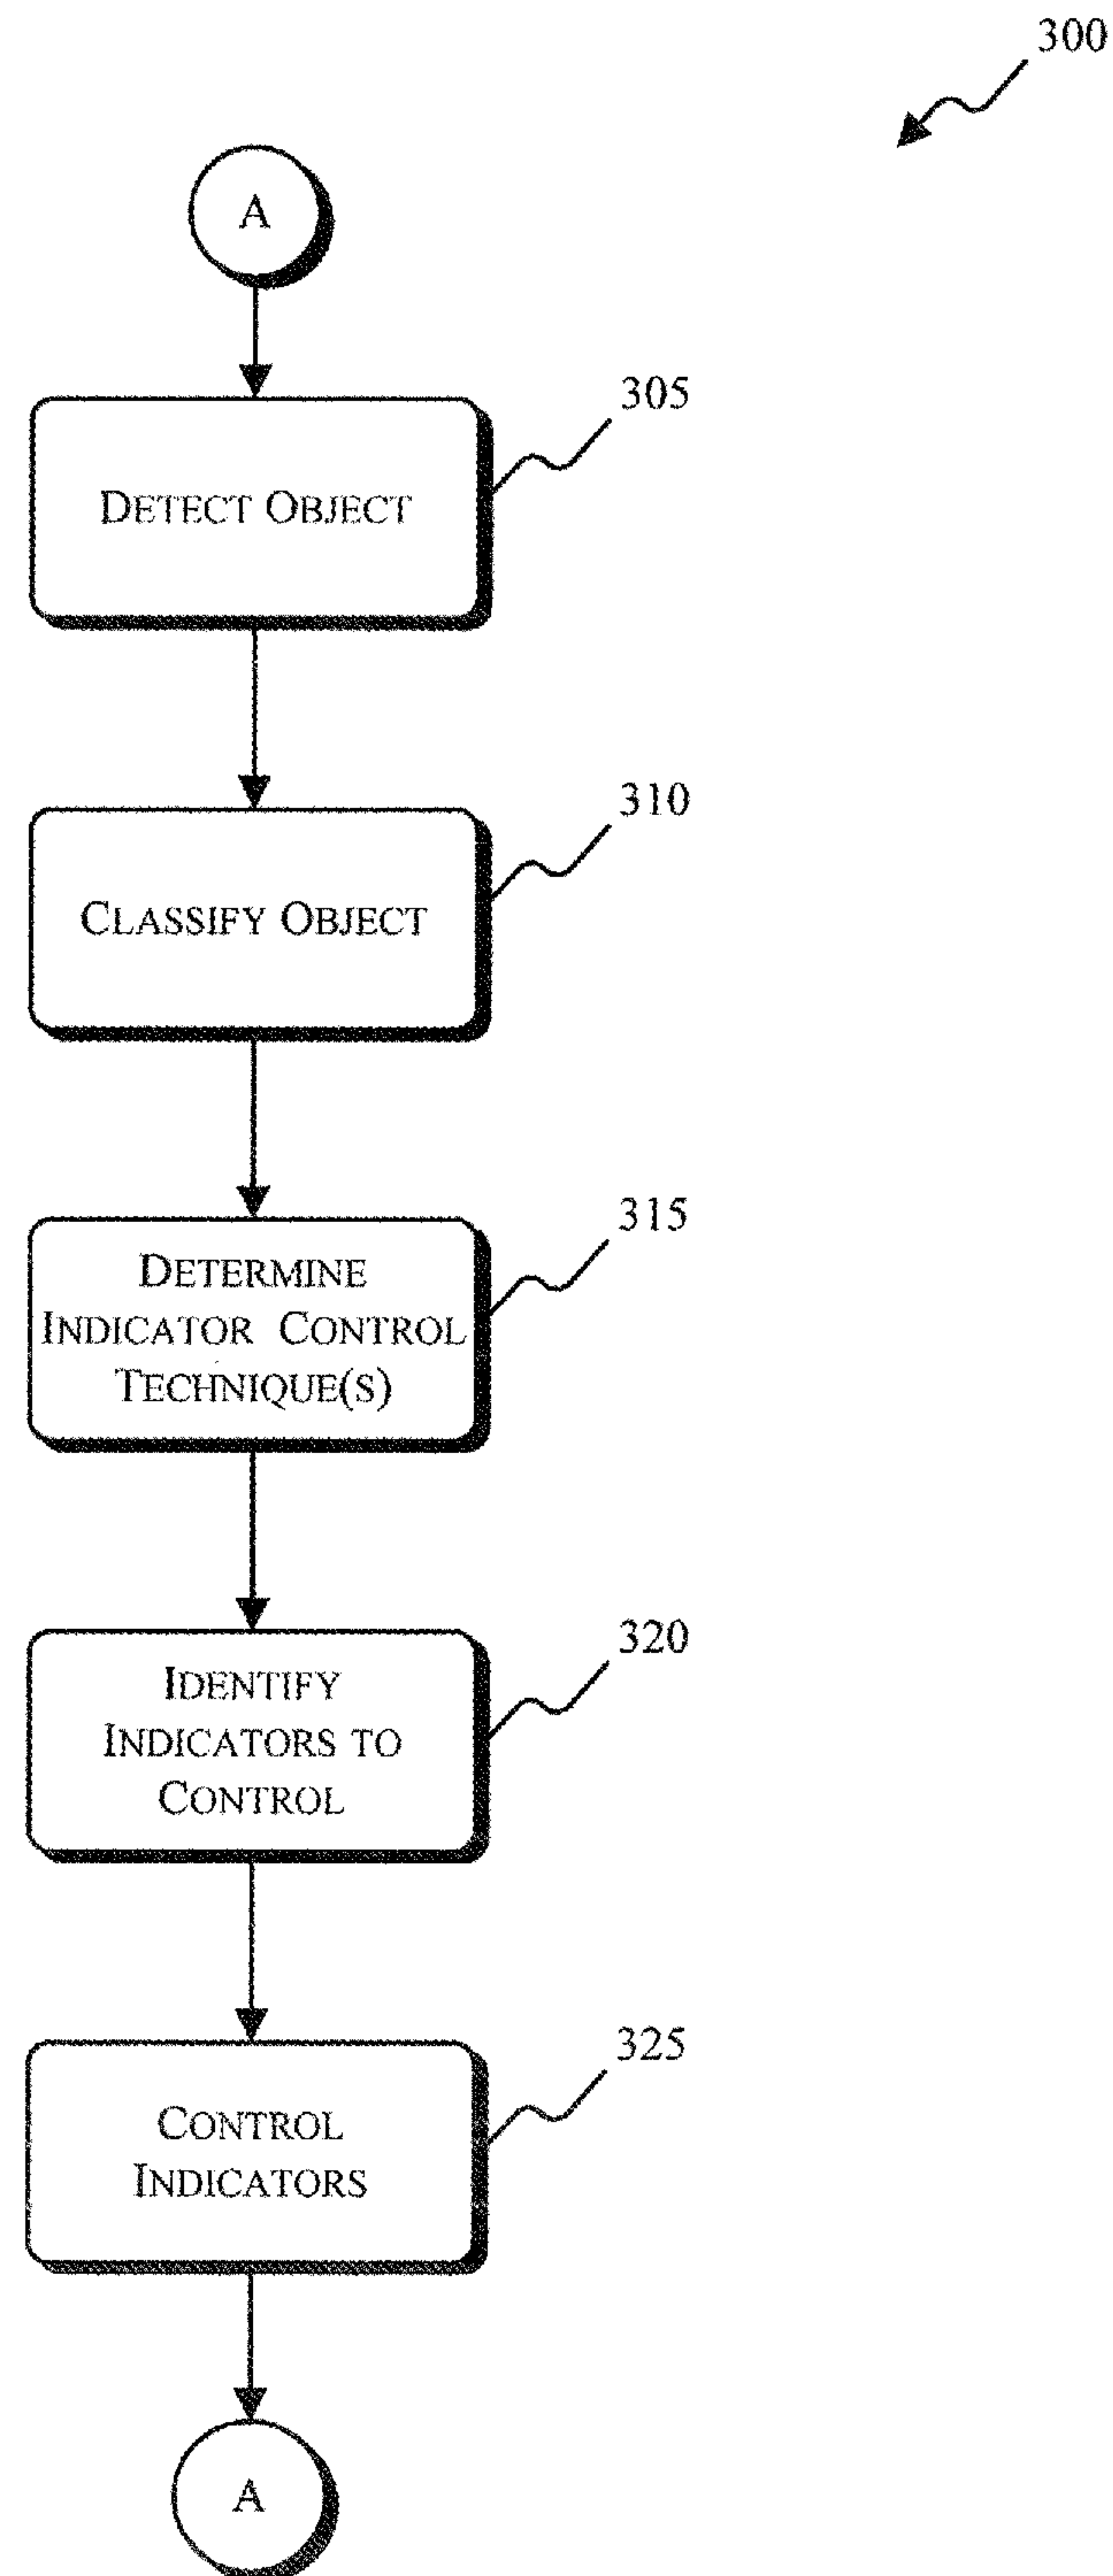 300
A
305
DETECT OBJECT
310
CLASSIFY OBJECT
315
DETERMINE
INDICATOR CONTROL
TECHNIQUE(S)
320
IDENTIFY
INDICATORS TO
CONTROL
325
CONTROL
INDICATORS
A